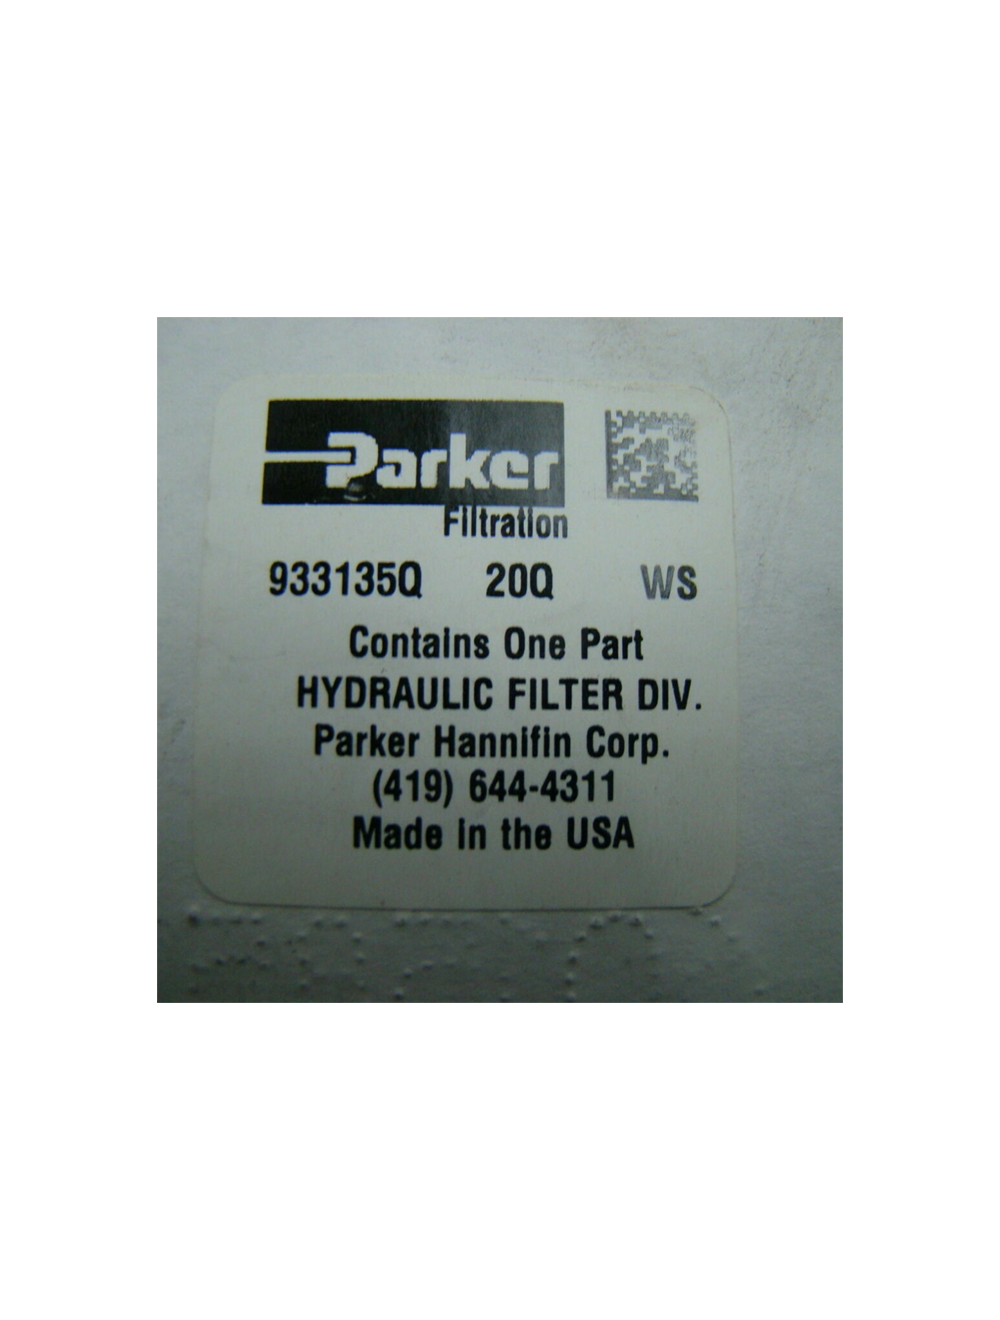 Parker
Filtration
933135Q 20Q WS
Contains One Part
HYDRAULIC FILTER DIV.
Parker Hannifin Corp.
(419) 644-4311
Made in the USA